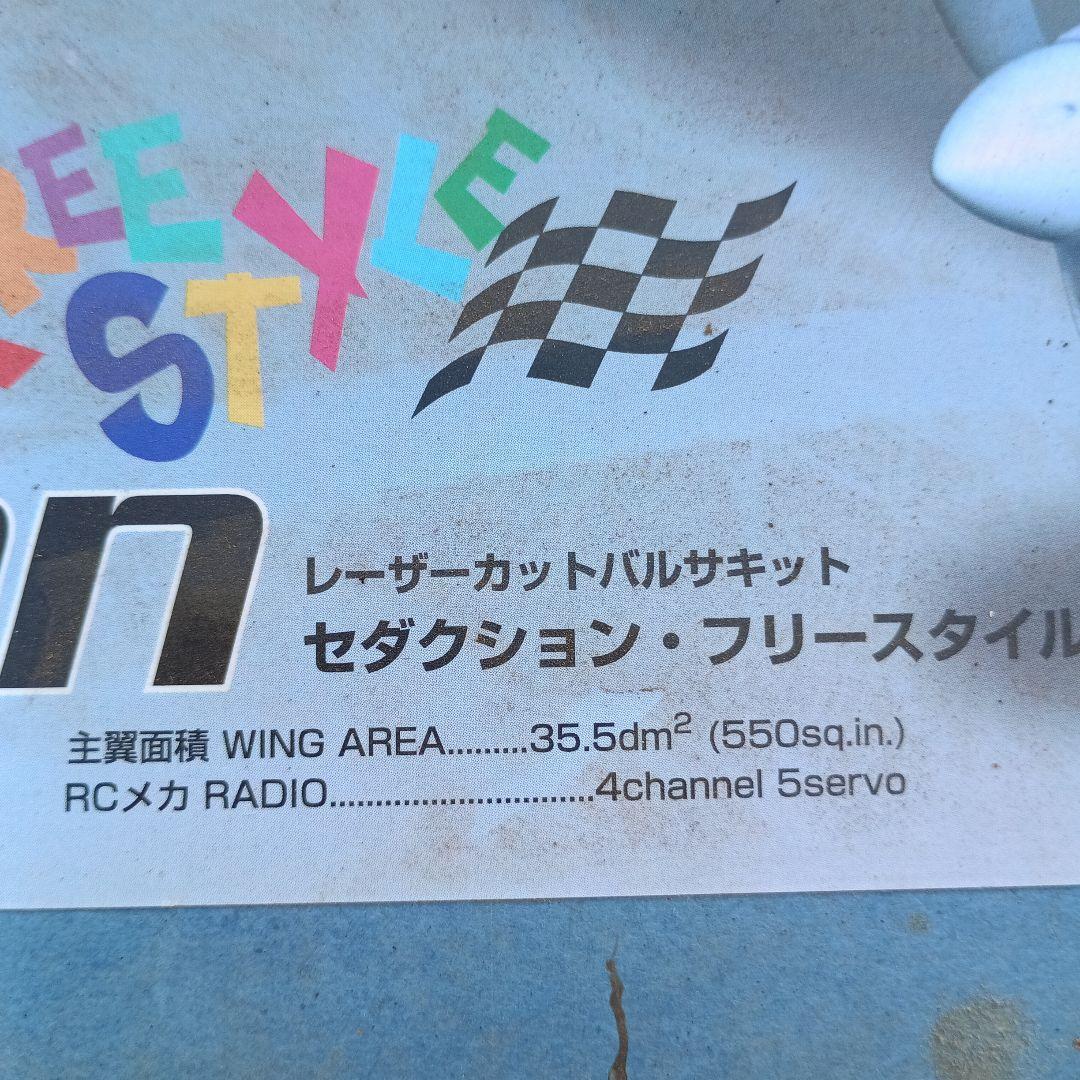 FREE
STYLE
on
レーザーカットバルサキット
セダクション・フリースタイル
主翼面積 WING AREA.........35.5dm² (550sq.in.)
RCメカ RADIO.............................4channel 5servo